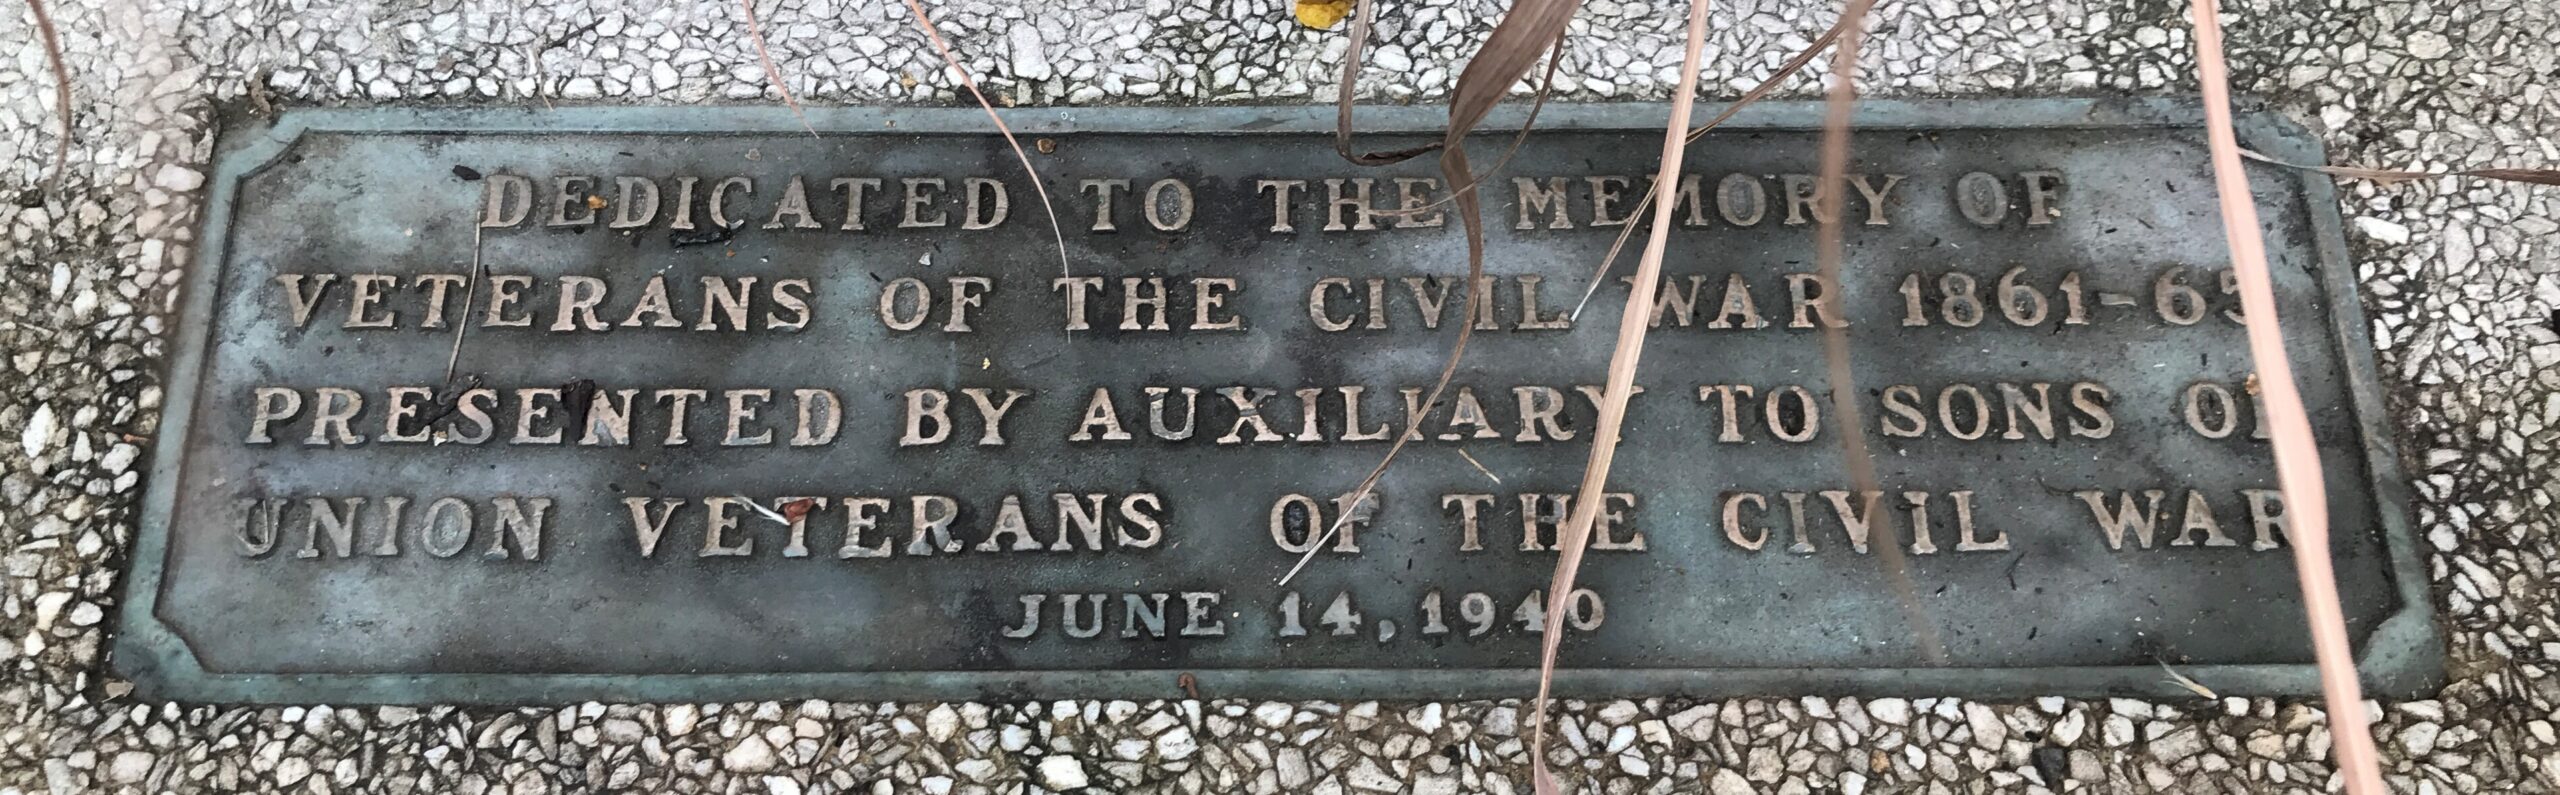 DEDICATED TO THE MEMORY OF
VETERANS OF THE CIVIL WAR 1861-65
PRESENTED BY AUXILIARY TO SONS OF
UNION VETERANS OF THE CIVIL WAR
JUNE 14, 1940